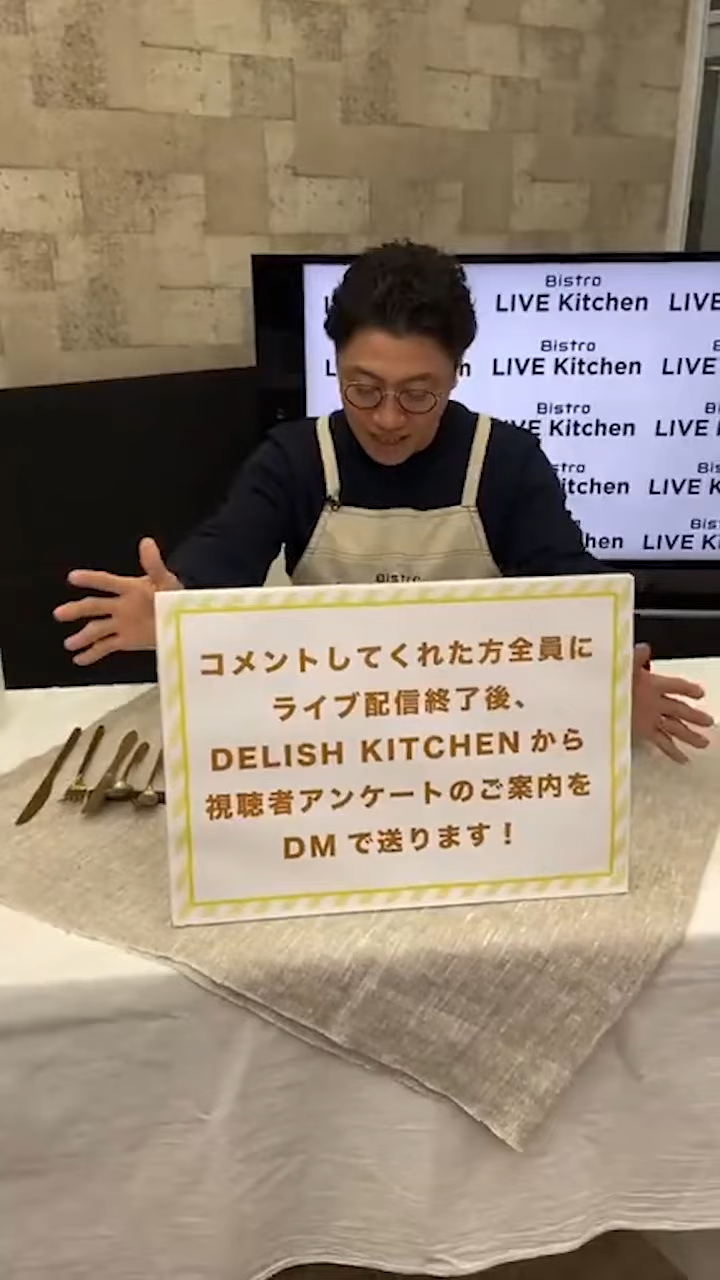 Bistro
LIVE Kitchen LIVE
Bistro
LIVE Kitchen
Bistro
Kitchen LIVE
LIVE
Bistro
コメントしてくれた方全員に
ライブ配信終了後、
DELISH KITCHENから
視聴者アンケートのご案内を
DMで送ります！